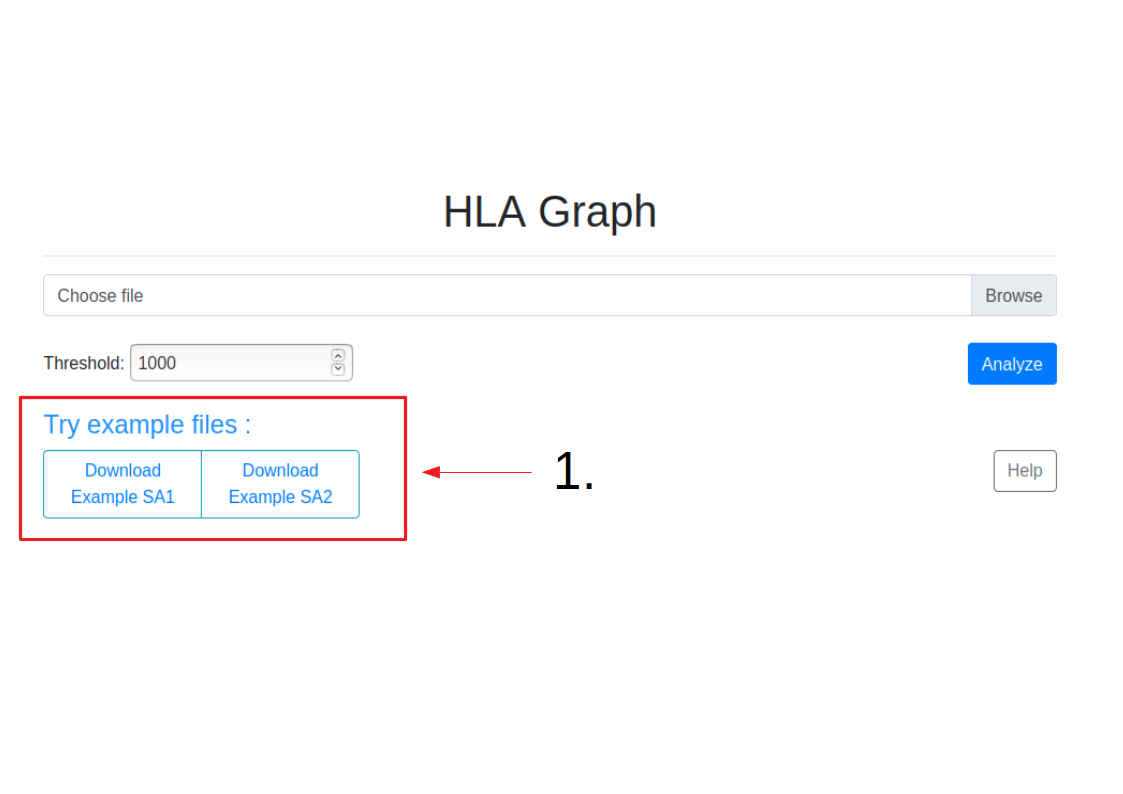 HLA Graph
Choose file Browse
Threshold: 1000 Analyze
Try example files :
Download Example SA1
Download Example SA2
1.
Help